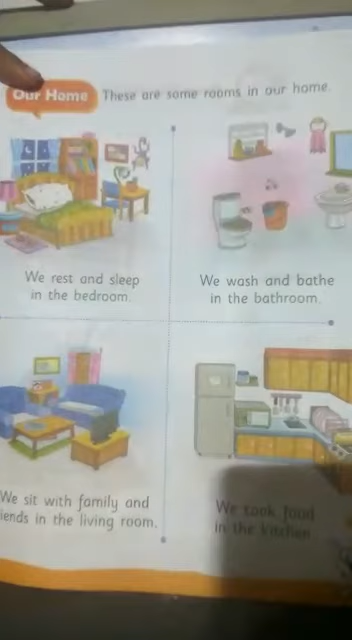 Our Home These are some rooms in our home.
We rest and sleep
in the bedroom.
We wash and bathe
in the bathroom.
We sit with family and
iends in the living room.
We cook food
in the kitchen